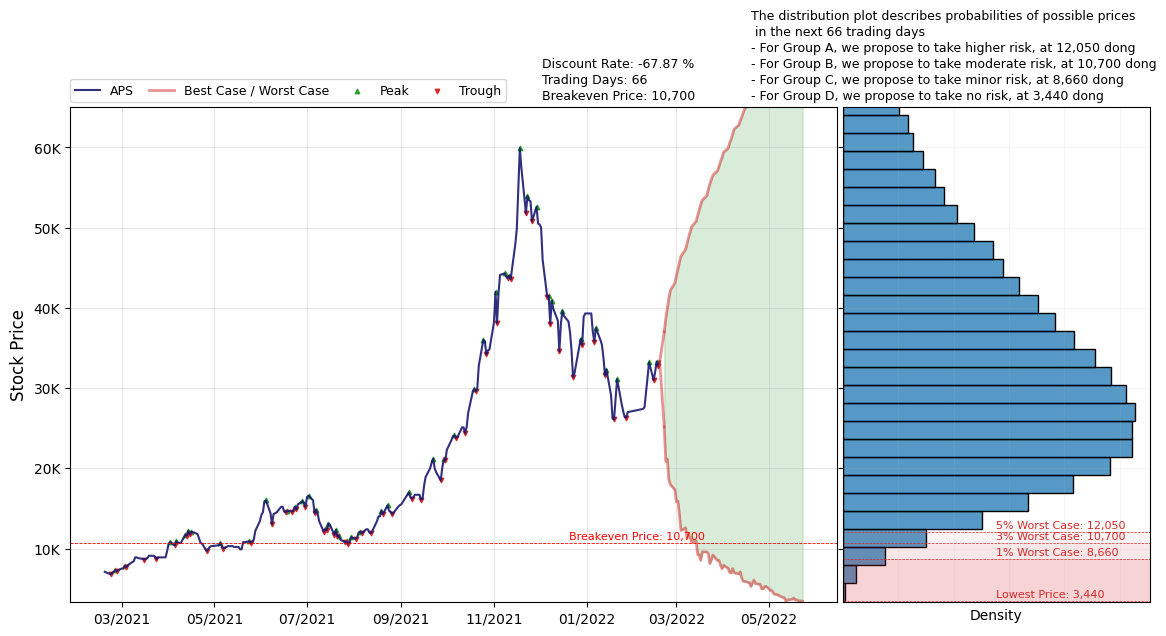 The distribution plot describes probabilities of possible prices
in the next 66 trading days
- For Group A, we propose to take higher risk, at 12,050 dong
- For Group B, we propose to take moderate risk, at 10,700 dong
- For Group C, we propose to take minor risk, at 8,660 dong
- For Group D, we propose to take no risk, at 3,440 dong
Discount Rate: -67.87 %
Trading Days: 66
Breakeven Price: 10,700
APS
Best Case / Worst Case
Peak
Trough
Stock Price
60K
50K
40K
30K
20K
10K
Breakeven Price: 10,700
5% Worst Case: 12,050
3% Worst Case: 10,700
1% Worst Case: 8,660
Lowest Price: 3,440
03/2021
05/2021
07/2021
09/2021
11/2021
01/2022
03/2022
05/2022
Density